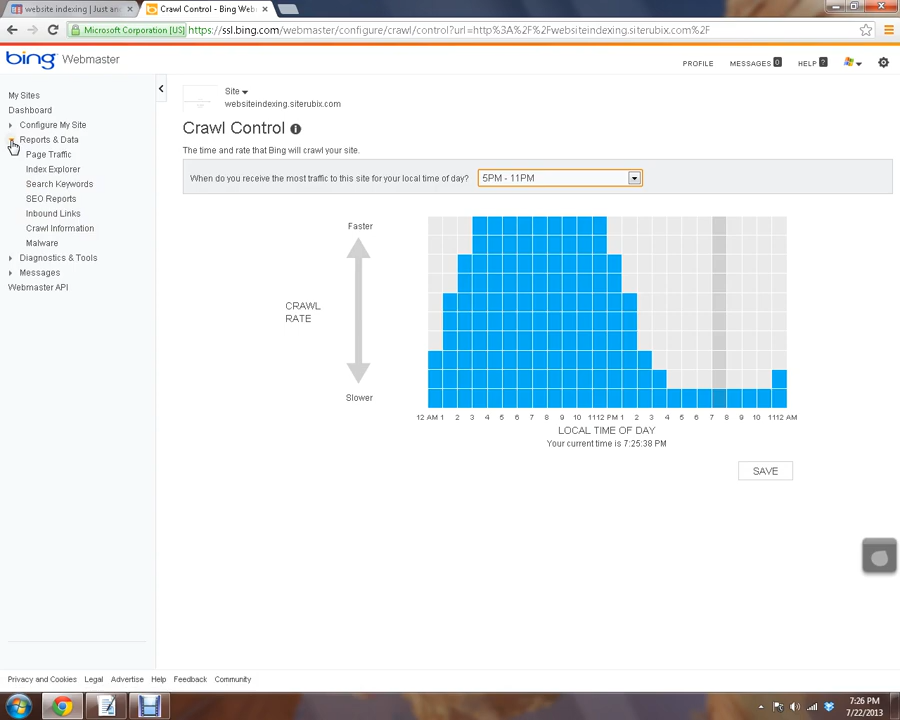 website indexing | Just an
Crawl Control - Bing Web
Microsoft Corporation [US]
https://ssl.bing.com/webmaster/configure/crawl/control?url=http%3A%2F%2Fwebsiteindexing.siterubix.com%2F
bing Webmaster
PROFILE
MESSAGES 0
HELP ?
My Sites
Dashboard
Configure My Site
Reports & Data
Page Traffic
Index Explorer
Search Keywords
SEO Reports
Inbound Links
Crawl Information
Malware
Diagnostics & Tools
Messages
Webmaster API
Site
websiteindexing.siterubix.com
Crawl Control
The time and rate that Bing will crawl your site.
When do you receive the most traffic to this site for your local time of day?
5PM - 11PM
Faster
CRAWL
RATE
Slower
12 AM 1 2 3 4 5 6 7 8 9 10 11 12 PM 1 2 3 4 5 6 7 8 9 10 11 12 AM
LOCAL TIME OF DAY
Your current time is 7:25:38 PM
SAVE
Privacy and Cookies
Legal
Advertise
Help
Feedback
Community
7:26 PM
7/22/2013